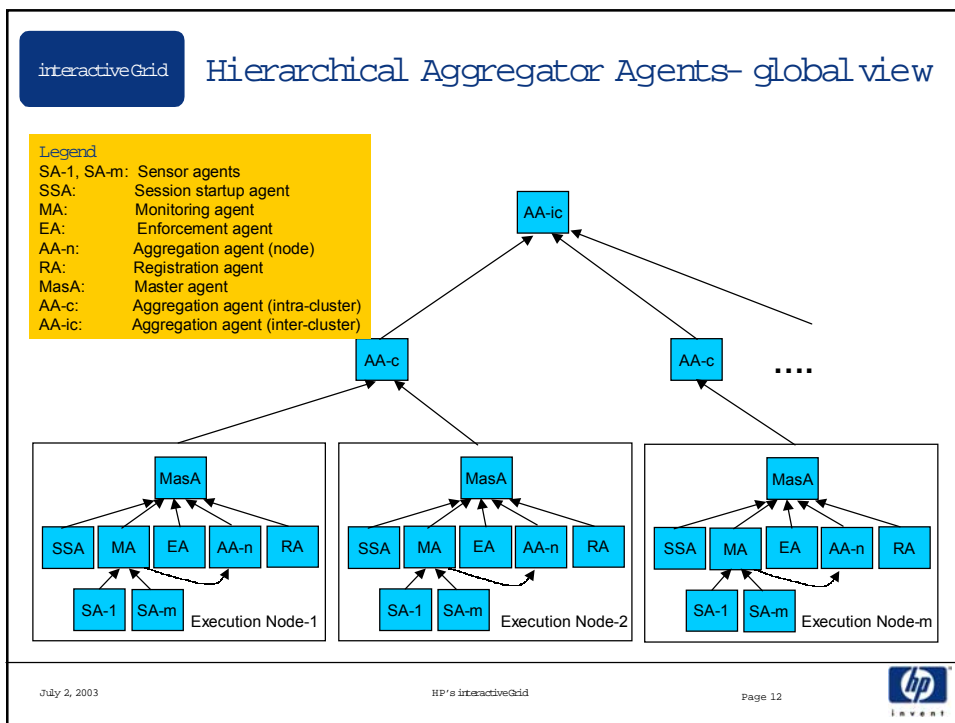 interactiveGrid
Hierarchical Aggregator Agents– global view
Legend
SA-1, SA-m: Sensor agents
SSA: Session startup agent
MA: Monitoring agent
EA: Enforcement agent
AA-n: Aggregation agent (node)
RA: Registration agent
MasA: Master agent
AA-c: Aggregation agent (intra-cluster)
AA-ic: Aggregation agent (inter-cluster)
AA-ic
AA-c
AA-c
....
MasA
SSA MA EA AA-n RA
SA-1 SA-m
Execution Node-1
MasA
SSA MA EA AA-n RA
SA-1 SA-m
Execution Node-2
MasA
SSA MA EA AA-n RA
SA-1 SA-m
Execution Node-m
July 2, 2003
HP's interactiveGrid
Page 12
hp
invent